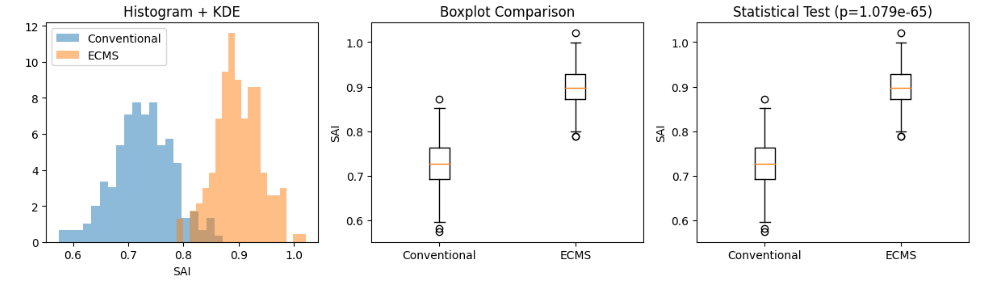 Histogram + KDE
12
10
8
6
4
2
0
Conventional
ECMS
0.6 0.7 0.8 0.9 1.0
SAI
Boxplot Comparison
SAI
1.0
0.9
0.8
0.7
0.6
Conventional ECMS
Statistical Test (p=1.079e-65)
SAI
1.0
0.9
0.8
0.7
0.6
Conventional ECMS